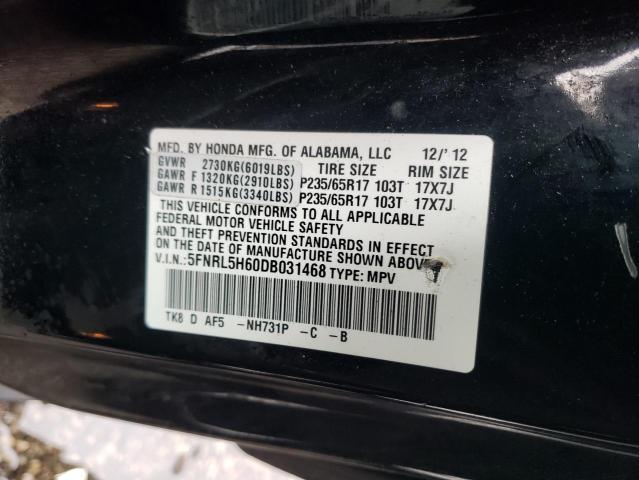 MFD. BY HONDA MFG. OF ALABAMA, LLC 12/'12
GVWR 2730KG(6019LBS) TIRE SIZE RIM SIZE
GAWR F 1320KG(2910LBS) P235/65R17 103T 17X7J
GAWR R 1515KG(3340LBS) P235/65R17 103T 17X7J
THIS VEHICLE CONFORMS TO ALL APPLICABLE
FEDERAL MOTOR VEHICLE SAFETY
AND THEFT PREVENTION STANDARDS IN EFFECT
ON THE DATE OF MANUFACTURE SHOWN ABOVE.
V.I.N.:5FNRL5H60DB031468 TYPE: MPV
TK8 D AF5 -NH731P -C -B